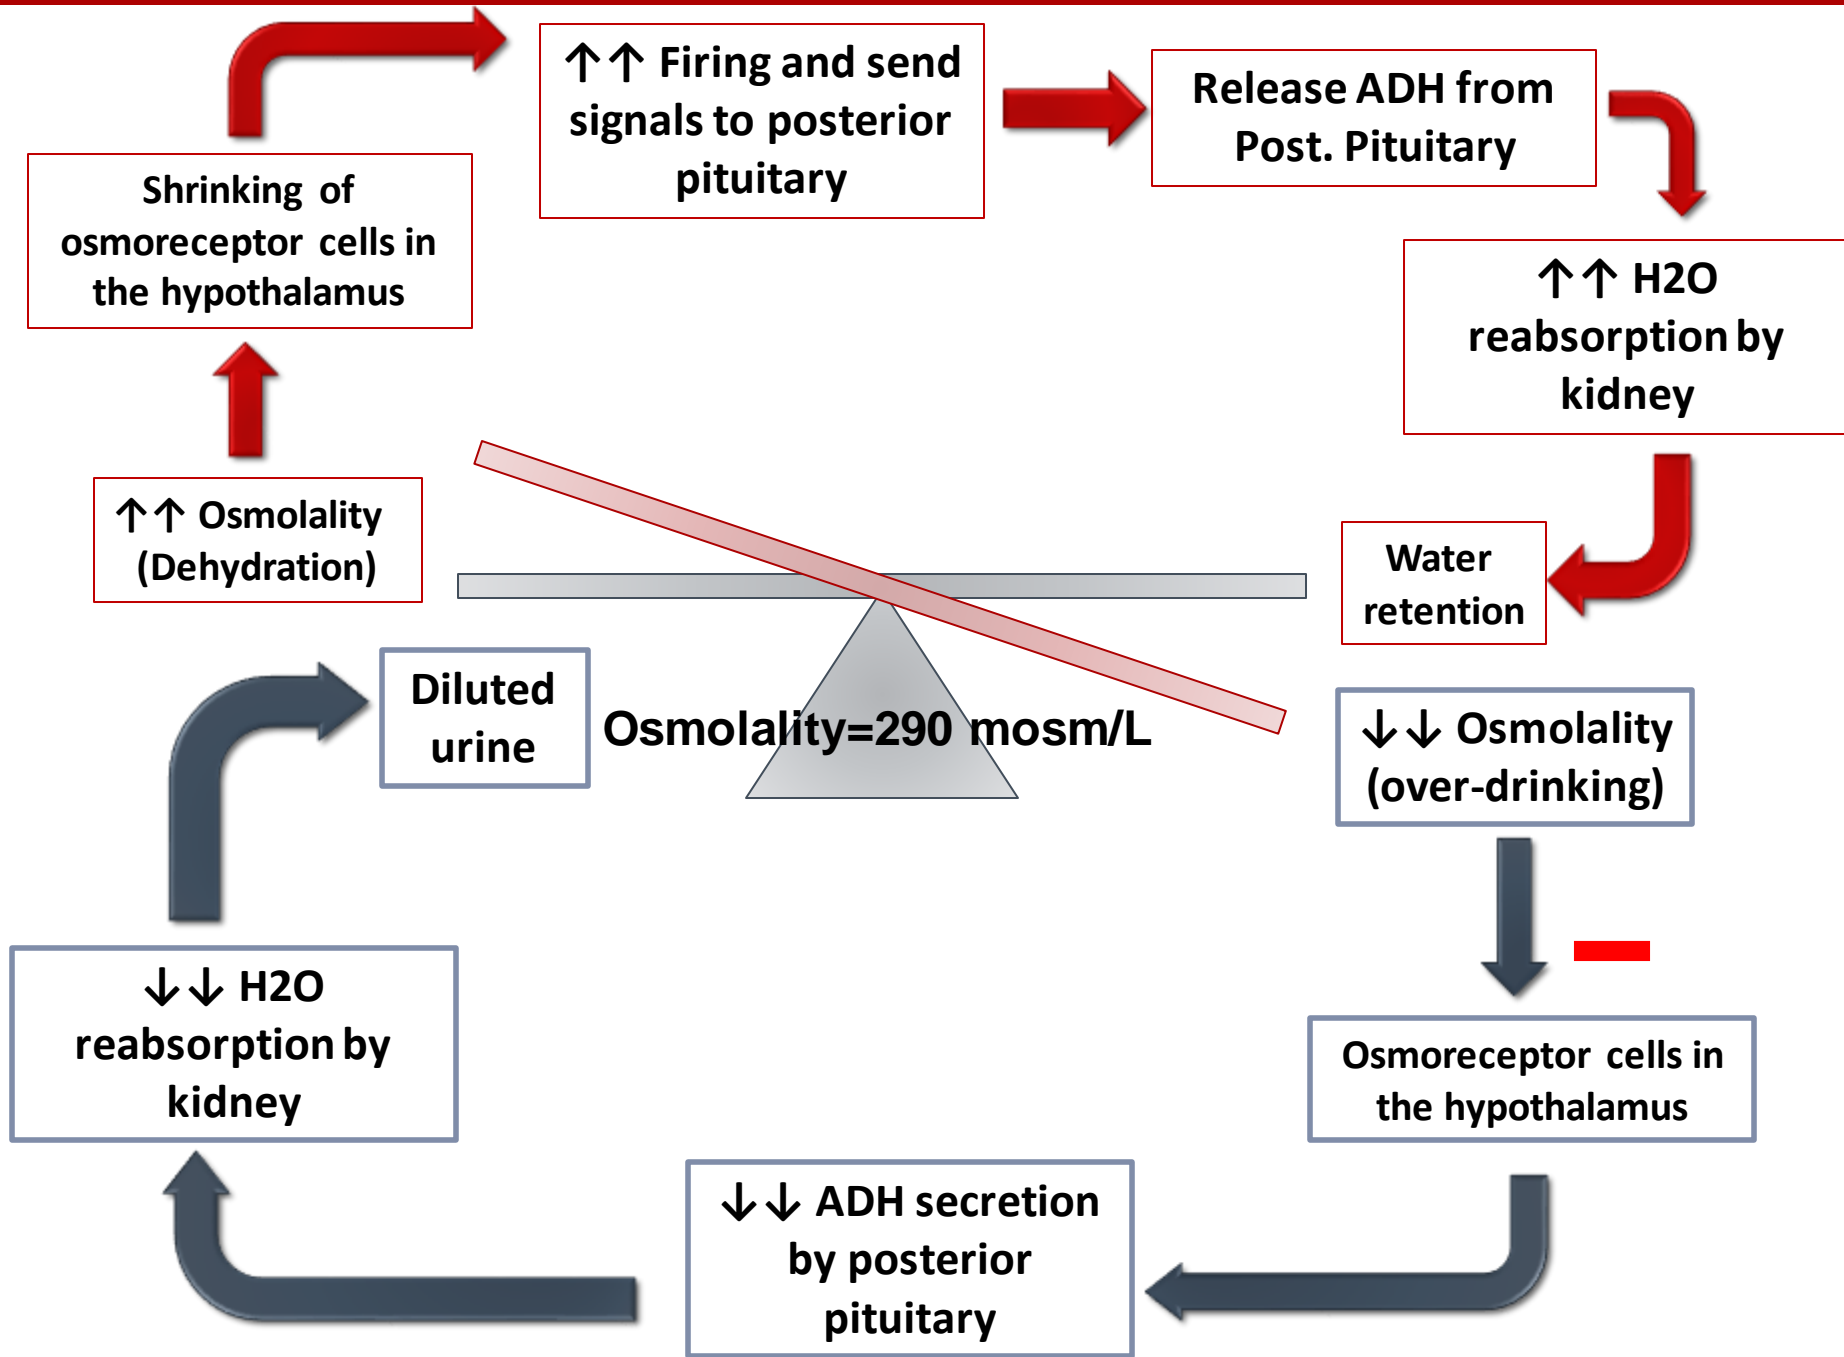 ↑↑ Firing and send
signals to posterior
pituitary
Release ADH from
Post. Pituitary
Shrinking of
osmoreceptor cells in
the hypothalamus
↑↑ H2O
reabsorption by
kidney
↑↑ Osmolality
(Dehydration)
Water
retention
Diluted
urine
Osmolality=290 mosm/L
↓↓ Osmolality
(over-drinking)
↓↓ H2O
reabsorption by
kidney
Osmoreceptor cells in
the hypothalamus
↓↓ ADH secretion
by posterior
pituitary